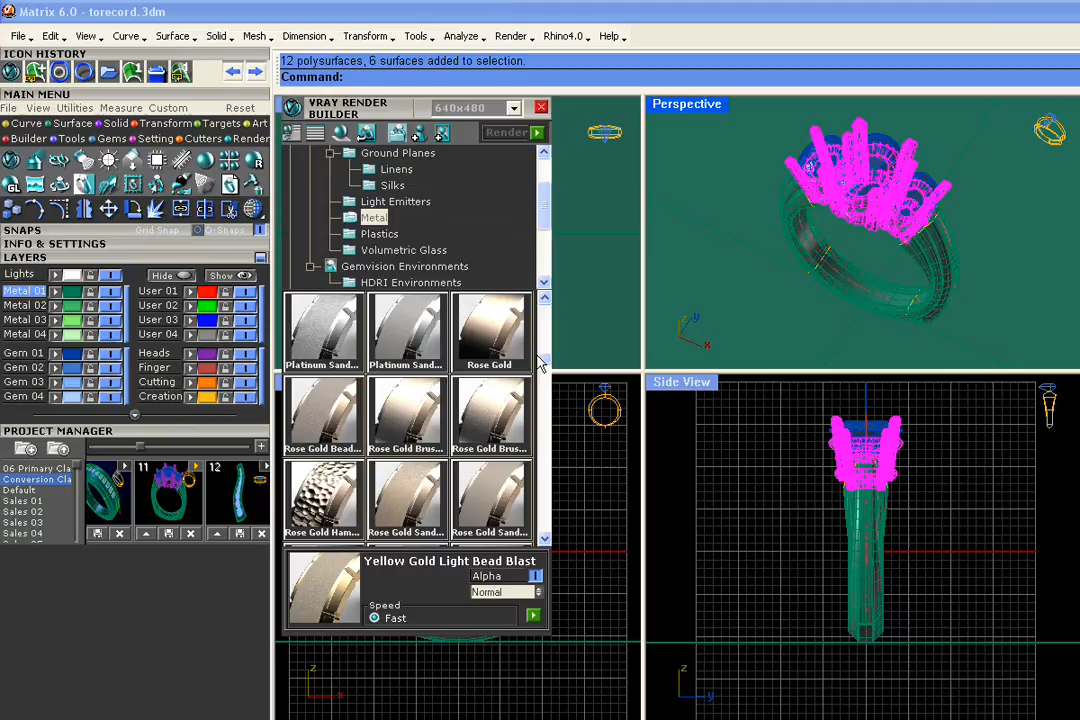 Matrix 6.0 - torecord.3dm
File Edit View Curve Surface Solid Mesh Dimension Transform Tools Analyze Render Rhino4.0 Help
ICON HISTORY
12 polysurfaces, 6 surfaces added to selection.
Command:
MAIN MENU
File View Utilities Measure Custom Reset
Curve Surface Solid Transform Targets Art
Builder Tools Gems Setting Cutters Render
GL
SNAPS Grid Snap O-Snaps
INFO & SETTINGS
LAYERS
Lights Hide Show
Metal 01 User 01
Metal 02 User 02
Metal 03 User 03
Metal 04 User 04
Gem 01 Heads
Gem 02 Finger
Gem 03 Cutting
Gem 04 Creation
PROJECT MANAGER
06 Primary Cla
Conversion Cla
Default
Sales 01
Sales 02
Sales 03
Sales 04
11
12
VRAY RENDER BUILDER
640x480
Render
Ground Planes
Linens
Silks
Light Emitters
Metal
Plastics
Volumetric Glass
Gemvision Environments
HDRI Environments
Platinum Sand... Platinum Sand... Rose Gold
Rose Gold Bead... Rose Gold Brus... Rose Gold Brus...
Rose Gold Ham... Rose Gold Sand... Rose Gold Sand...
Yellow Gold Light Bead Blast
Alpha
Normal
Speed
Fast
Perspective
z y x
Side View
z x
z y